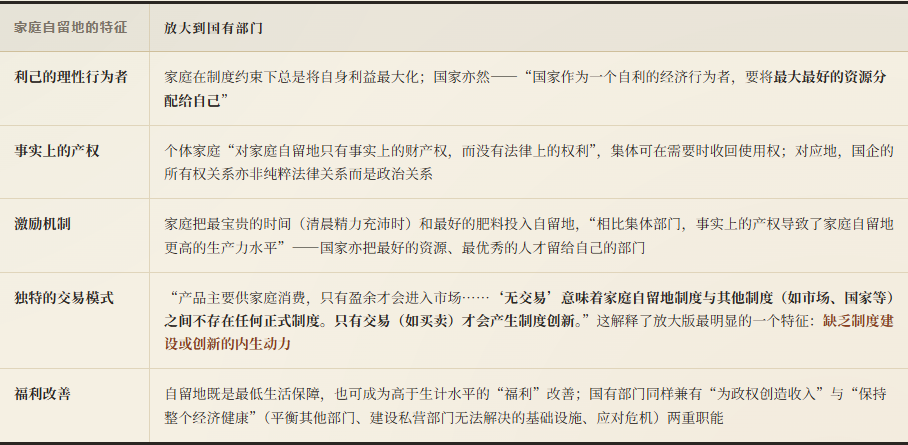 家庭自留地的特征
放大到国有部门
利己的理性行为者
家庭在制度约束下总是将自身利益最大化；国家亦然——“国家作为一个自利的经济行为者，要将最大最好的资源分
配给自己”
事实上的产权
个体家庭“对家庭自留地只有事实上的财产权，而没有法律上的权利”，集体可在需要时收回使用权；对应地，国企的
所有权关系亦非纯粹法律关系而是政治关系
激励机制
家庭把最宝贵的时间（清晨精力充沛时）和最好的肥料投入自留地，“相比集体部门，事实上的产权导致了家庭自留地
更高的生产力水平”——国家亦把最好的资源、最优秀的人才留给自己的部门
独特的交易模式
“产品主要供家庭消费，只有盈余才会进入市场……‘无交易’意味着家庭自留地制度与其他制度（如市场、国家等）
之间不存在任何正式制度。只有交易（如买卖）才会产生制度创新。”这解释了放大版最明显的一个特征：缺乏制度建
设或创新的内生动力
福利改善
自留地既是最低生活保障，也可成为高于生计水平的“福利”改善；国有部门同样兼有“为政权创造收入”与“保持
整个经济健康”（平衡其他部门、建设私营部门无法解决的基础设施、应对危机）两重职能